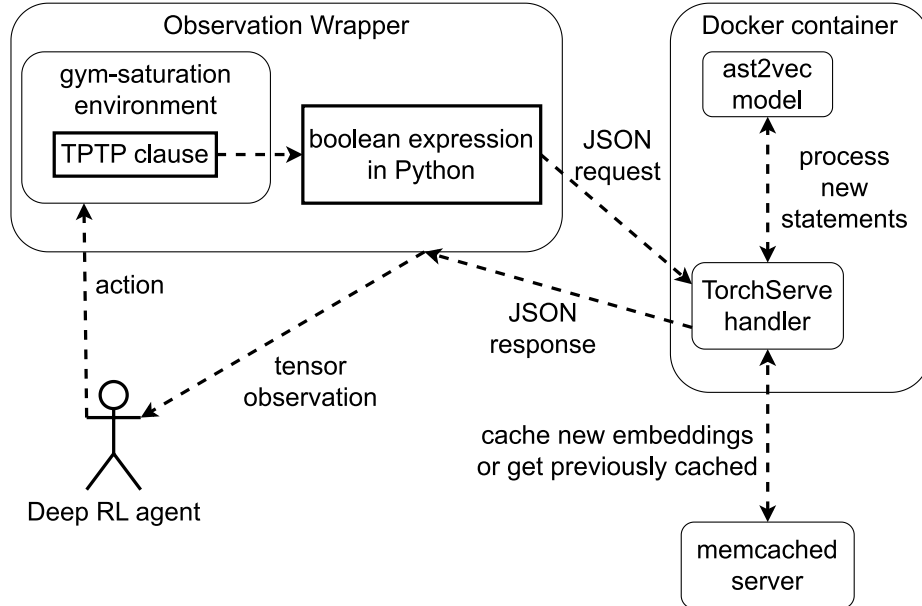 Observation Wrapper
gym-saturation
environment
TPTP clause
boolean expression
in Python
JSON
request
Docker container
ast2vec
model
process
new
statements
TorchServe
handler
action
JSON
response
tensor
observation
Deep RL agent
cache new embeddings
or get previously cached
memcached
server